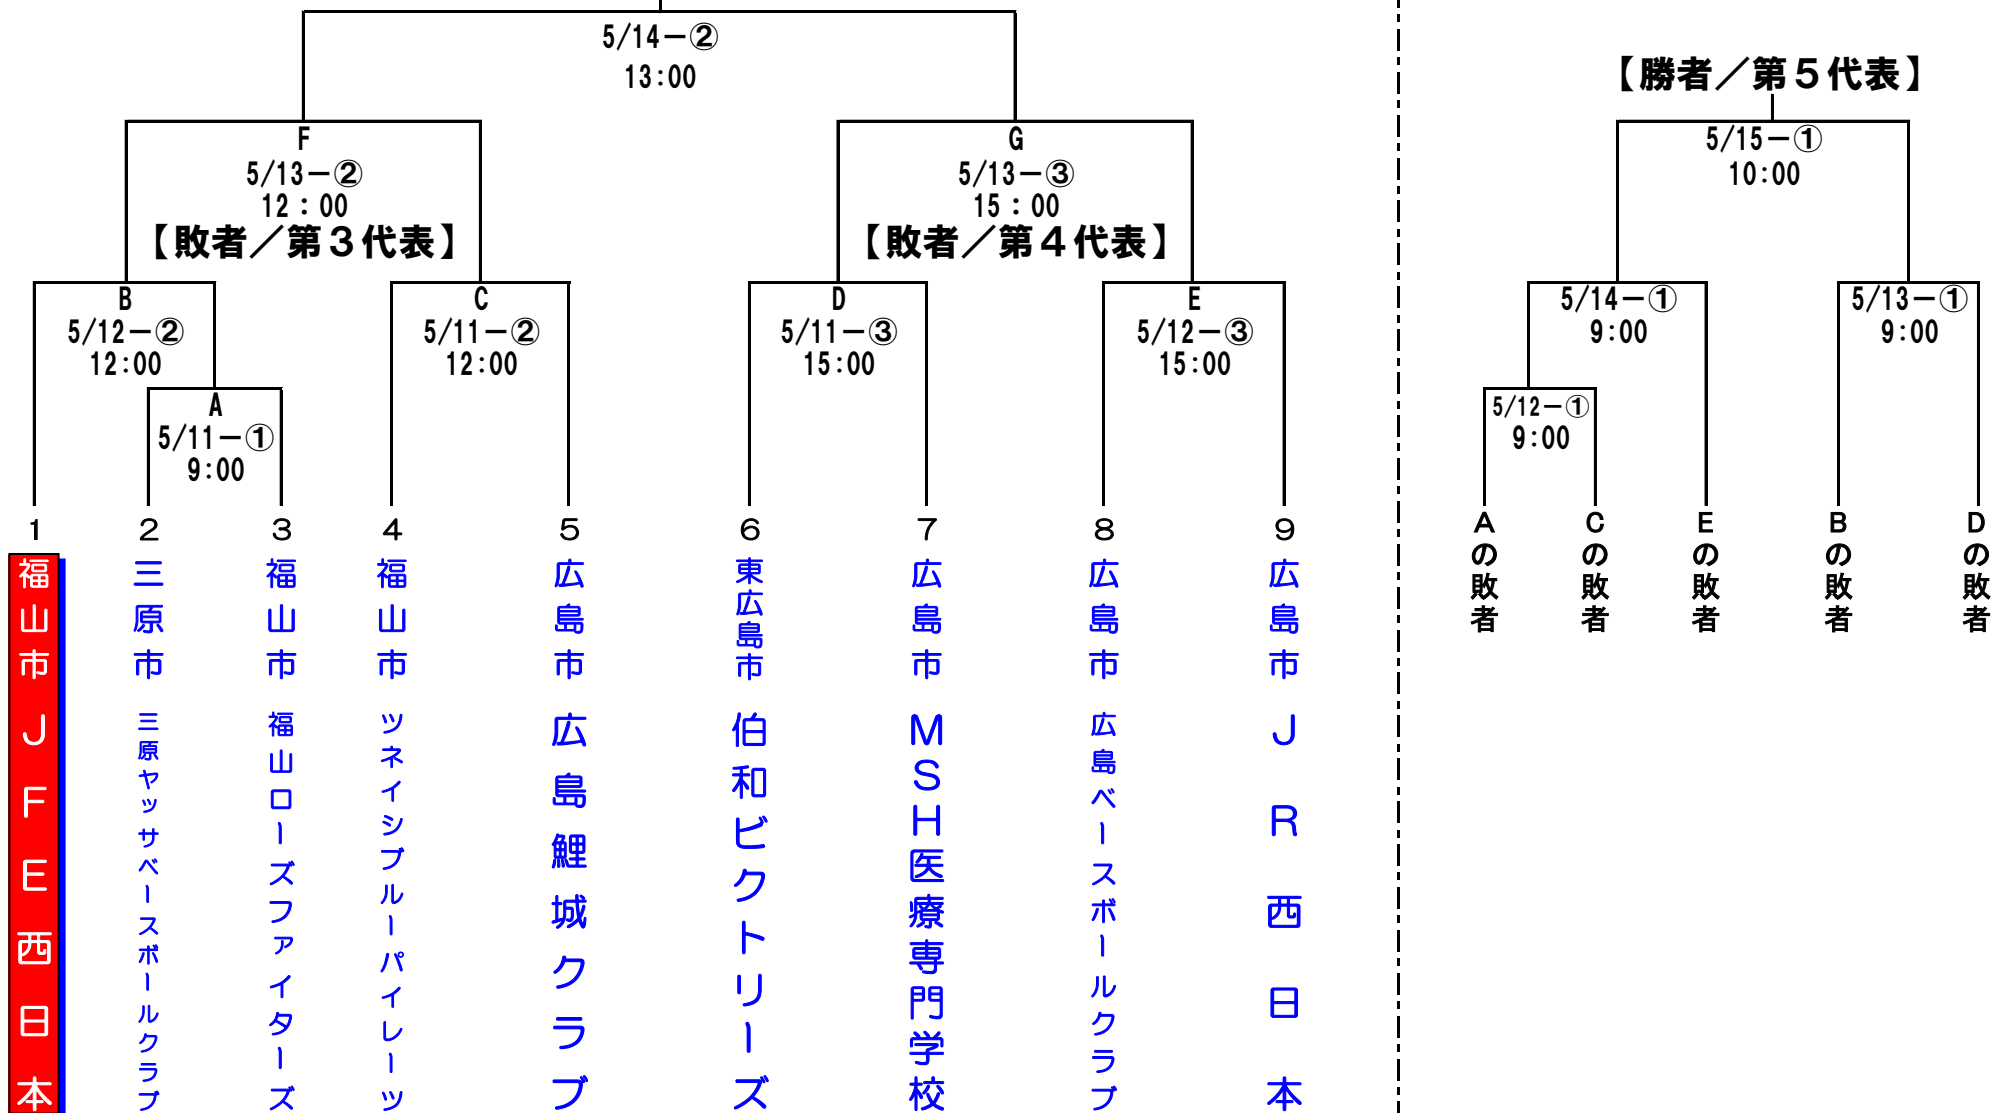 5/14－②
13:00
【勝者／第５代表】
F
5/13－②
12：00
【敗者／第３代表】
G
5/13－③
15：00
【敗者／第４代表】
5/15－①
10:00
B
5/12－②
12:00
C
5/11－②
12:00
D
5/11－③
15:00
E
5/12－③
15:00
5/14－①
9:00
5/13－①
9:00
A
5/11－①
9:00
5/12－①
9:00
1
福山市 ＪＦＥ西日本
2
三原市 三原ヤッサベースボールクラブ
3
福山市 福山ローズファイターズ
4
福山市 ツネイシブルーパイレーツ
5
広島市 広島鯉城クラブ
6
東広島市 伯和ビクトリーズ
7
広島市 ＭＳＨ医療専門学校
8
広島市 広島ベースボールクラブ
9
広島市 ＪＲ西日本
Aの敗者
Cの敗者
Eの敗者
Bの敗者
Dの敗者